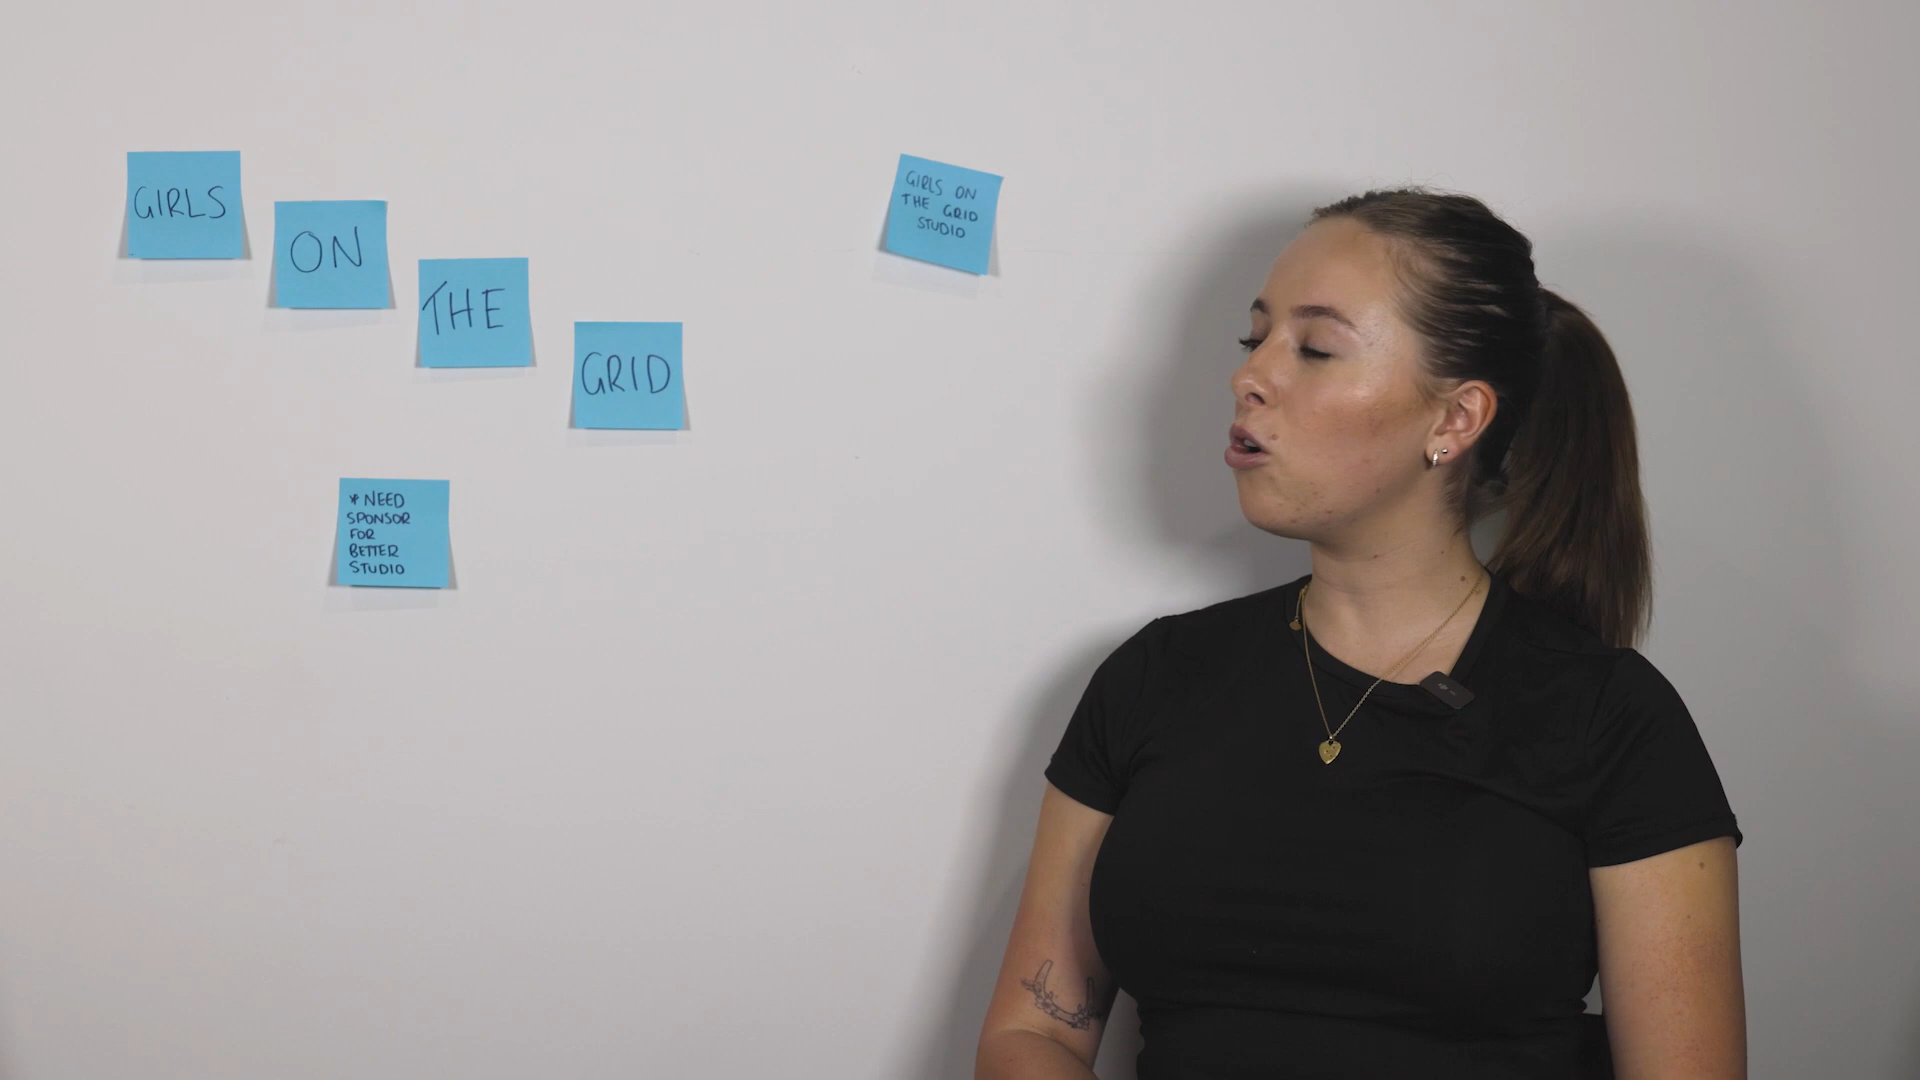 GIRLS
ON
THE
GRID
* NEED
SPONSOR
FOR
BETTER
STUDIO
GIRLS ON
THE GRID
STUDIO